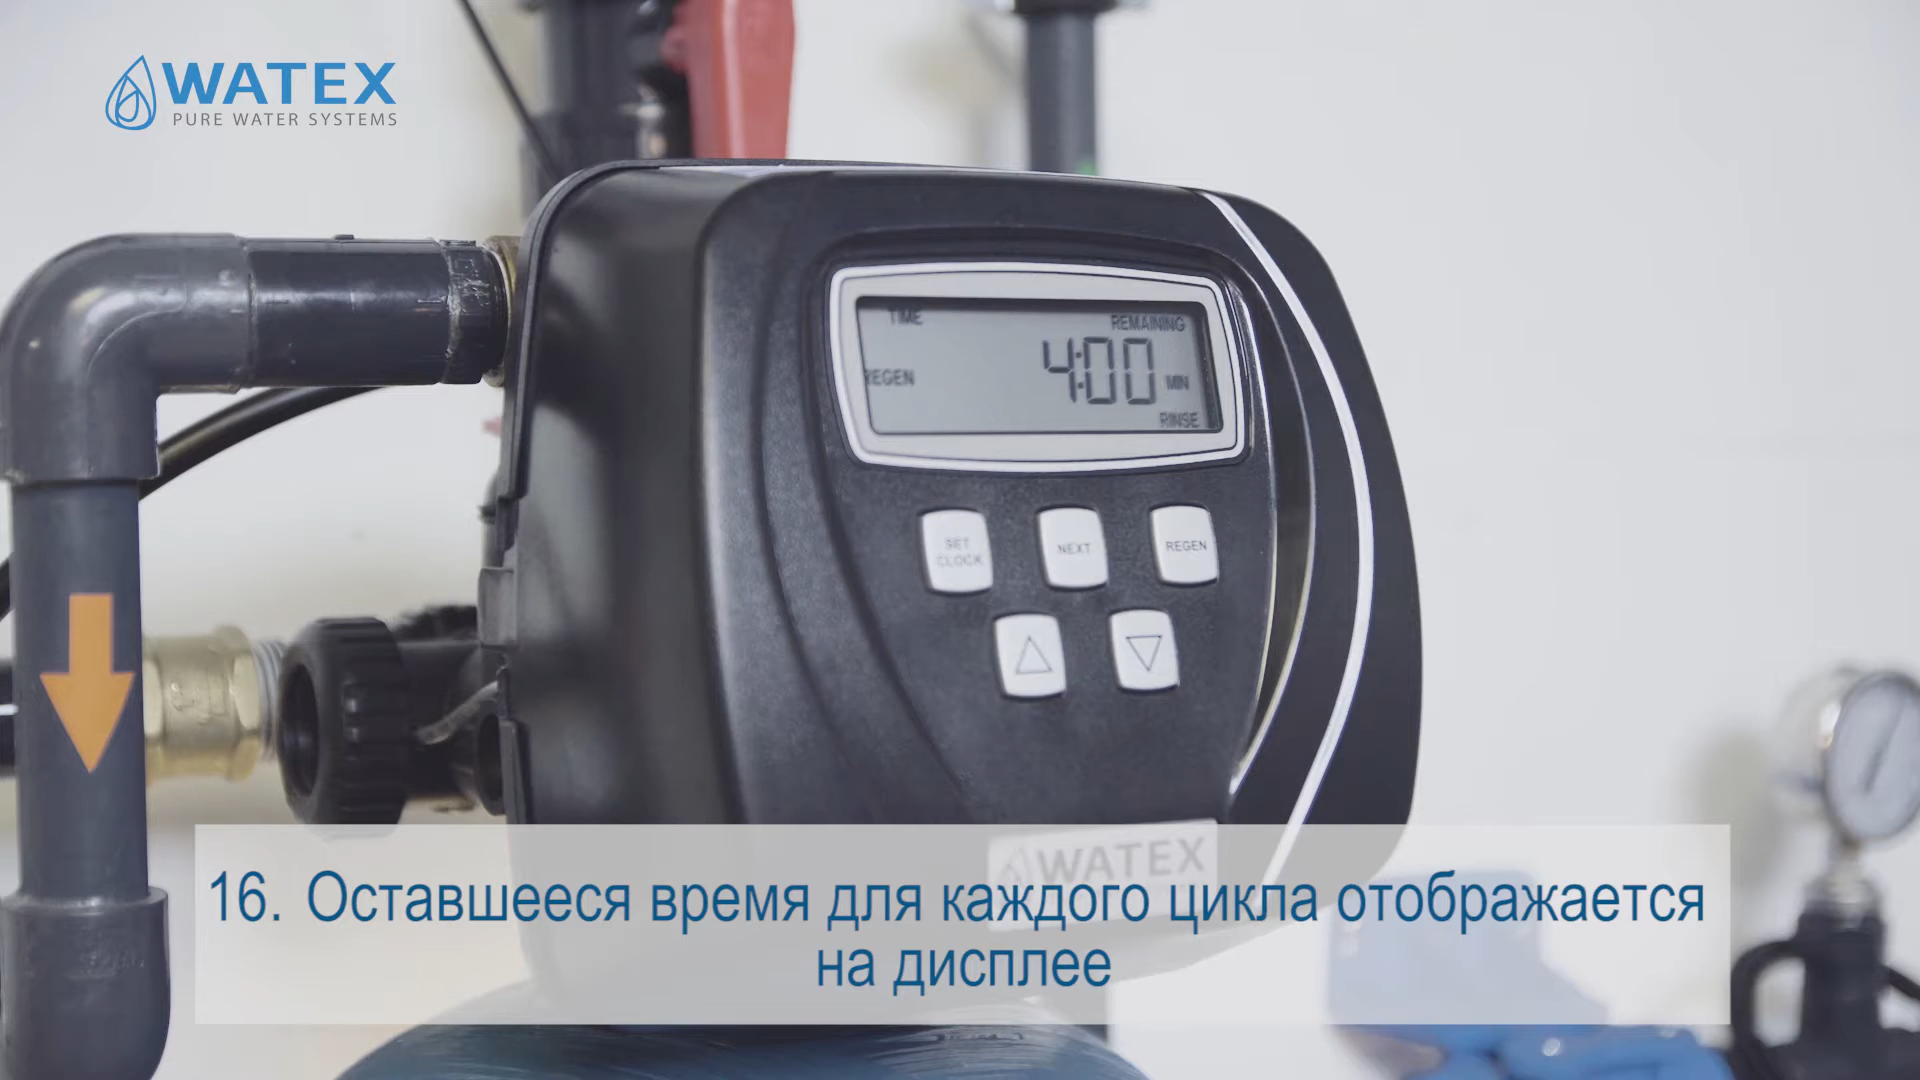 WATEX
PURE WATER SYSTEMS
TIME
REMAINING
4:00 MIN
REGEN
RINSE
SET
CLOCK
NEXT
REGEN
WATEX
16. Оставшееся время для каждого цикла отображается
на дисплее